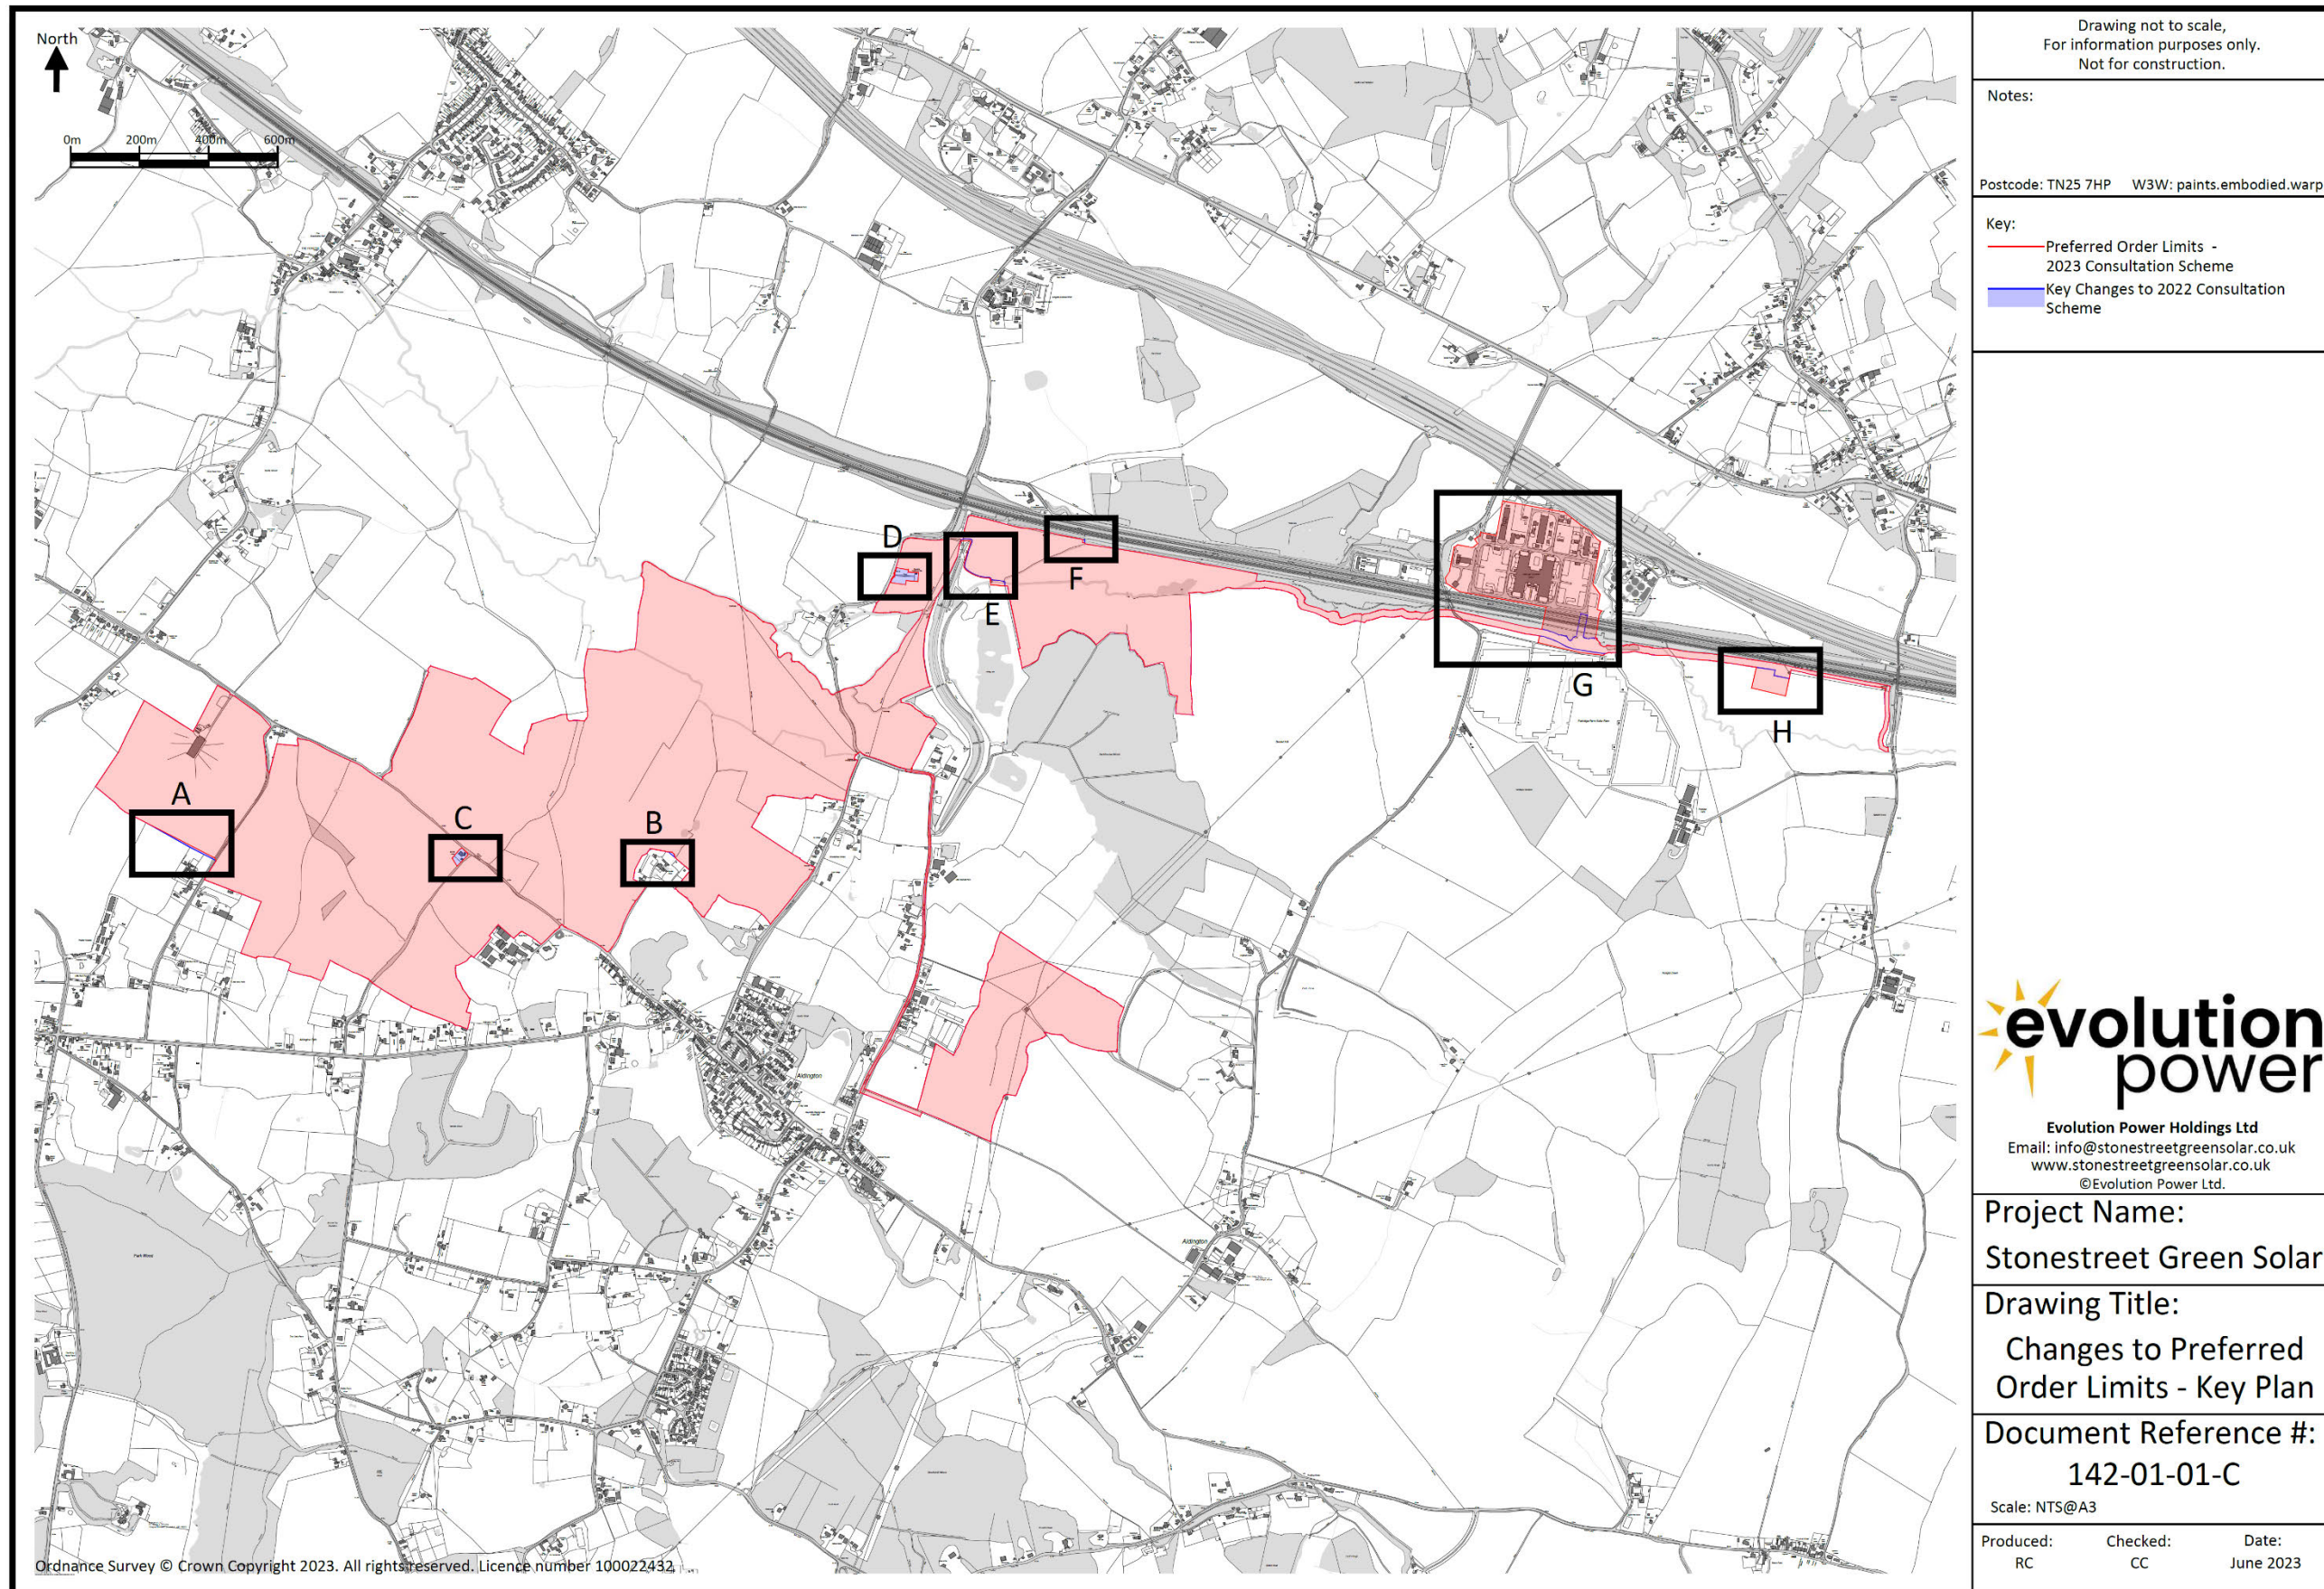 North
0m 200m 400m 600m
D
E
F
G
H
A
C
B
Aldington
Aldington
Park Wood
Ordnance Survey © Crown Copyright 2023. All rights reserved. Licence number 100022432
Drawing not to scale,
For information purposes only.
Not for construction.
Notes:
Postcode: TN25 7HP W3W: paints.embodied.warp
Key:
Preferred Order Limits -
2023 Consultation Scheme
Key Changes to 2022 Consultation
Scheme
evolution
power
Evolution Power Holdings Ltd
Email: info@stonestreetgreensolar.co.uk
www.stonestreetgreensolar.co.uk
©Evolution Power Ltd.
Project Name:
Stonestreet Green Solar
Drawing Title:
Changes to Preferred
Order Limits - Key Plan
Document Reference #:
142-01-01-C
Scale: NTS@A3
Produced: Checked: Date:
RC CC June 2023